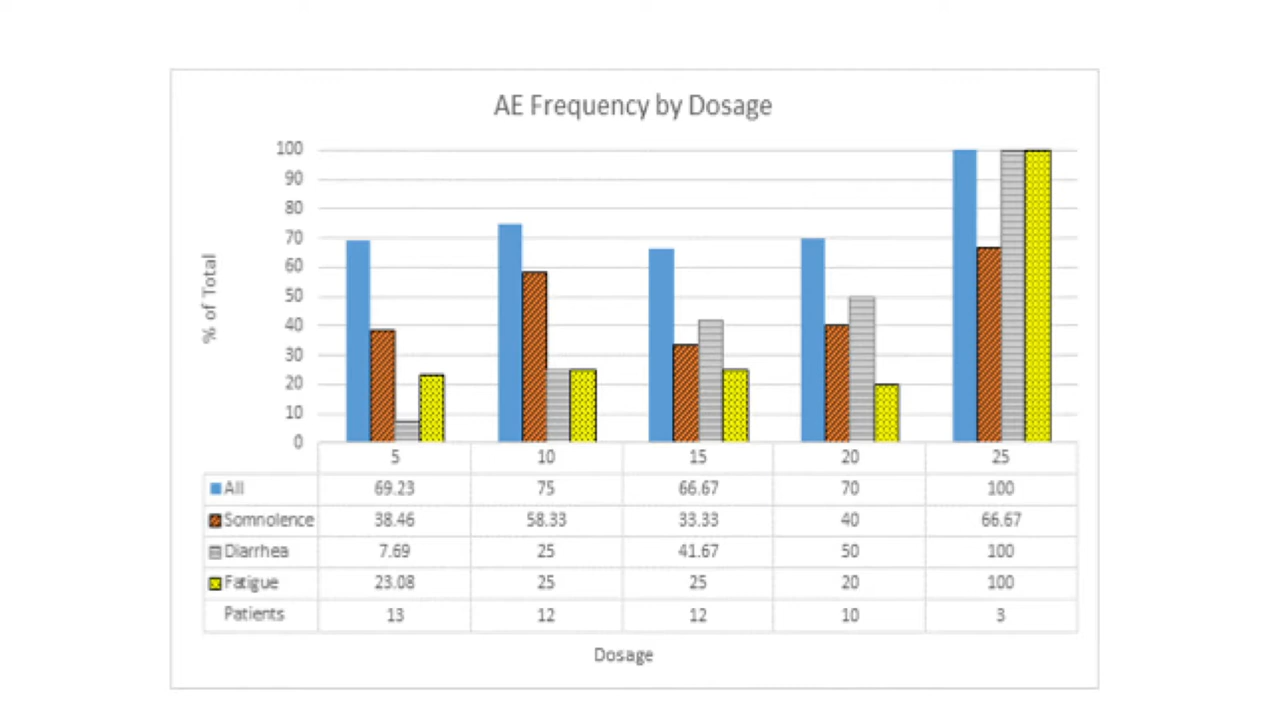 AE Frequency by Dosage
100
90
80
70
60
50
40
30
20
10
0
% of Total
5 10 15 20 25
All 69.23 75 66.67 70 100
Somnolence 38.46 58.33 33.33 40 66.67
Diarrhea 7.69 25 41.67 50 100
Fatigue 23.08 25 25 20 100
Patients 13 12 12 10 3
Dosage